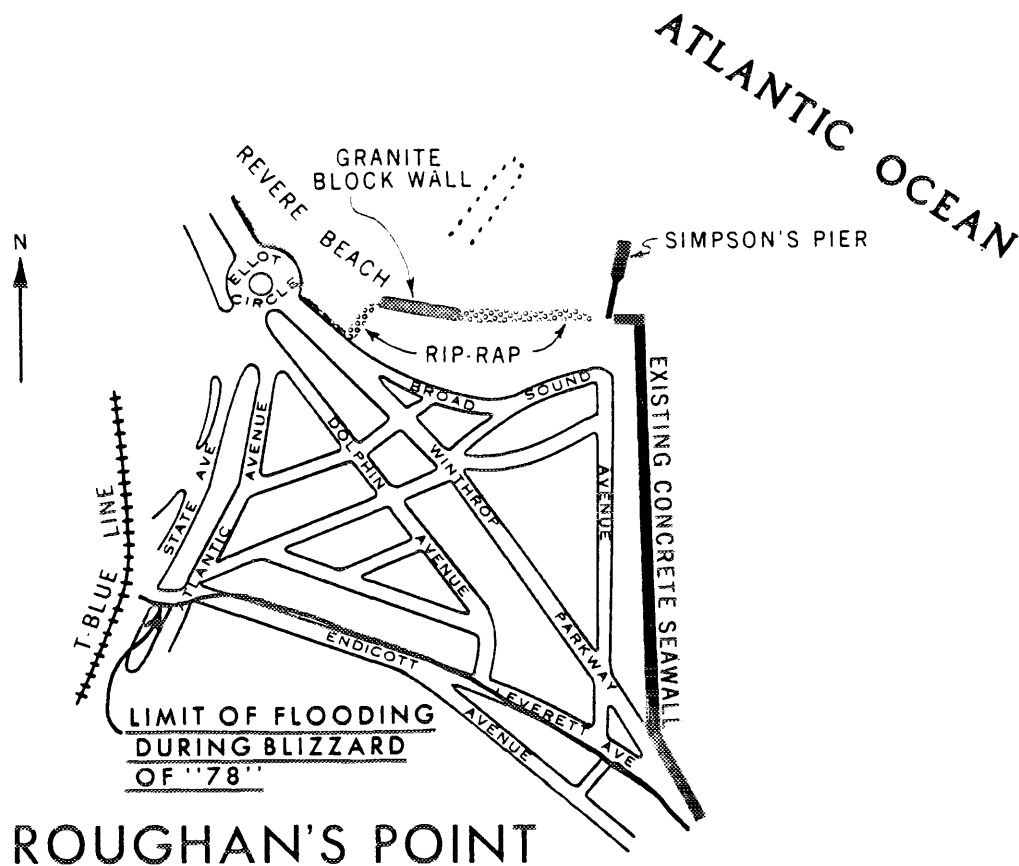 ATLANTIC OCEAN
REVERE BEACH
GRANITE
BLOCK WALL
N
SIMPSON'S PIER
ELLOT
CIRCLE
RIP-RAP
BROAD SOUND
AVENUE
EXISTING CONCRETE SEAWALL
DOLPHIN
AVENUE
WINTHROP
PARKWAY
ATLANTIC
AVENUE
STATE AVE
T-BLUE LINE
ENDICOTT
AVENUE
LEVERETT
AVE
LIMIT OF FLOODING
DURING BLIZZARD
OF "78"
ROUGHAN'S POINT